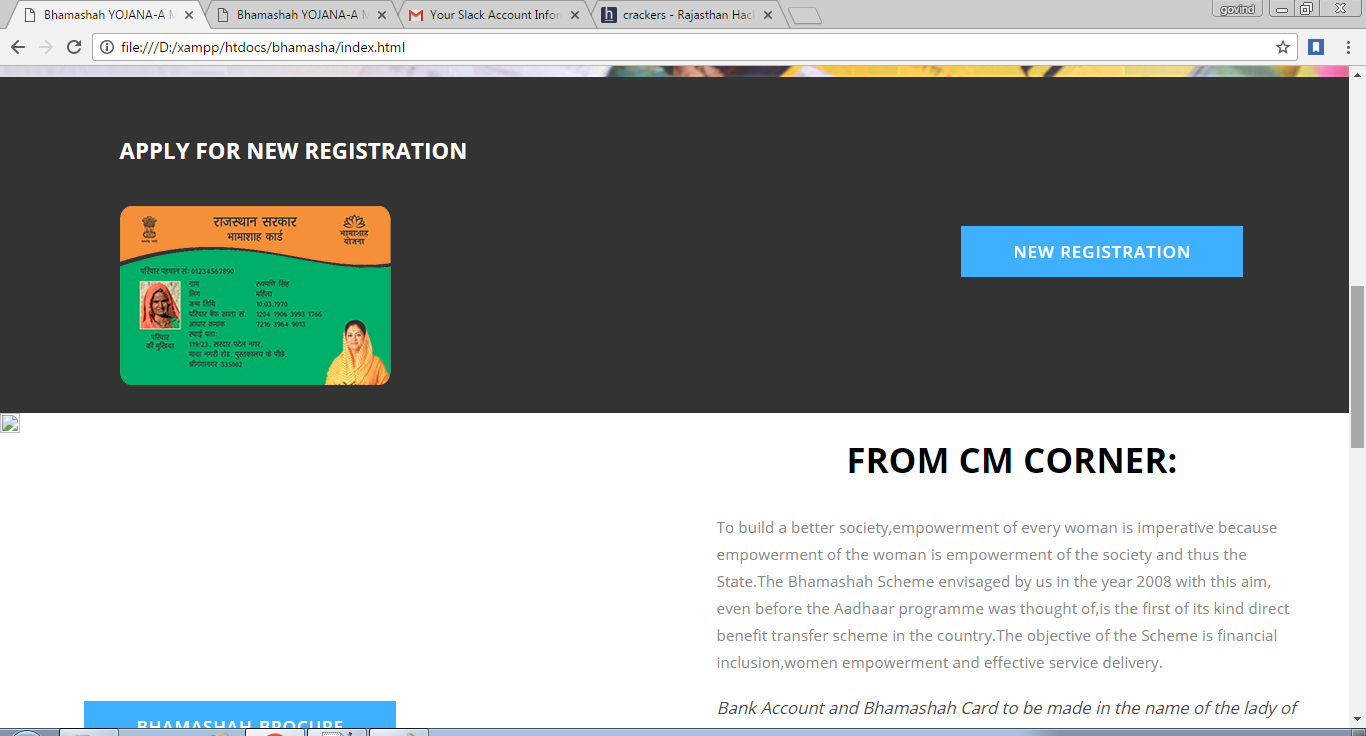 Bhamashah YOJANA-A M
Bhamashah YOJANA-A M
Your Slack Account Infor
crackers - Rajasthan Hac
govind
file:///D:/xampp/htdocs/bhamasha/index.html
APPLY FOR NEW REGISTRATION
राजस्थान सरकार
भामाशाह कार्ड
भामाशाह
योजना
परिवार पहचान सं: 01234567890
नाम
लिंग महिला
जन्म तिथि 10.03.1970
परिवार बैंक खाता सं. 1204 1906 3993 1766
आधार क्रमांक 7216 3964 9013
स्थाई पता:
119/23, सरदार पटेल नगर,
माया नगरी रोड, पुस्तकालय के पीछे,
श्रीगंगानगर 335002
परिवार
की मुखिया
NEW REGISTRATION
FROM CM CORNER:
To build a better society,empowerment of every woman is imperative because
empowerment of the woman is empowerment of the society and thus the
State.The Bhamashah Scheme envisaged by us in the year 2008 with this aim,
even before the Aadhaar programme was thought of,is the first of its kind direct
benefit transfer scheme in the country.The objective of the Scheme is financial
inclusion,women empowerment and effective service delivery.
Bank Account and Bhamashah Card to be made in the name of the lady of
BHAMASHAH BROCURE